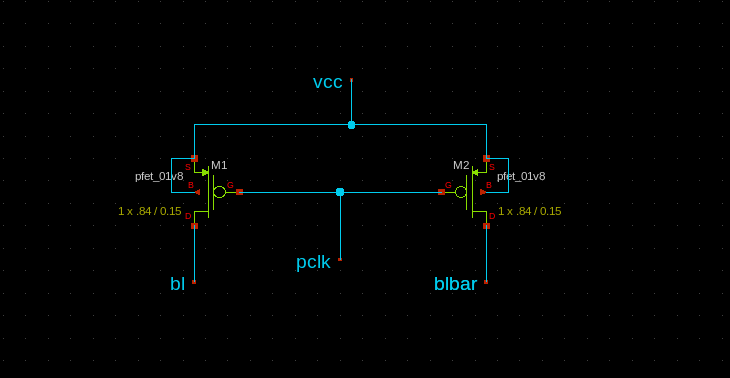 vcc
M1
M2
S
S
pfet_01v8
pfet_01v8
B
G
G
B
1 x .84 / 0.15
D
D
1 x .84 / 0.15
pclk
bl
blbar